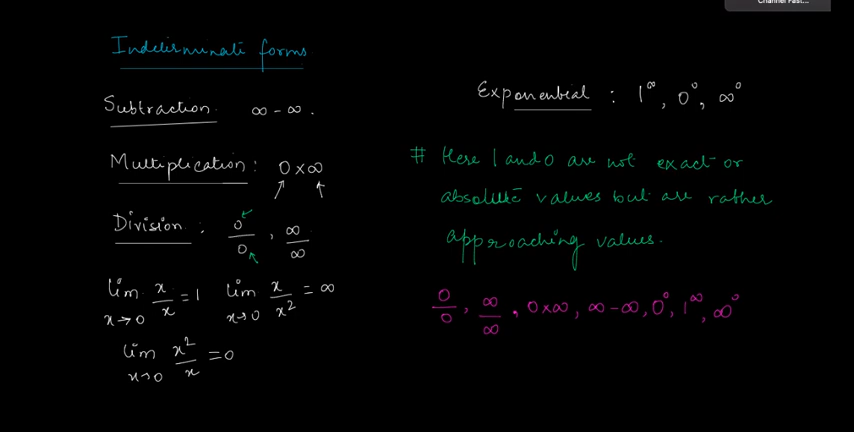 Channel Fast...
Indeterminate forms
Subtraction ∞ - ∞.
Multiplication : 0 × ∞
Division : 0/0 , ∞/∞
lim x→0 x/x = 1 lim x→0 x/x² = ∞
lim x→0 x²/x = 0
Exponential : 1^∞, 0^0, ∞^0
# Here 1 and 0 are not exact or
absolute values but are rather
approaching values.
0/0 , ∞/∞ , 0×∞, ∞-∞, 0^0, 1^∞, ∞^0